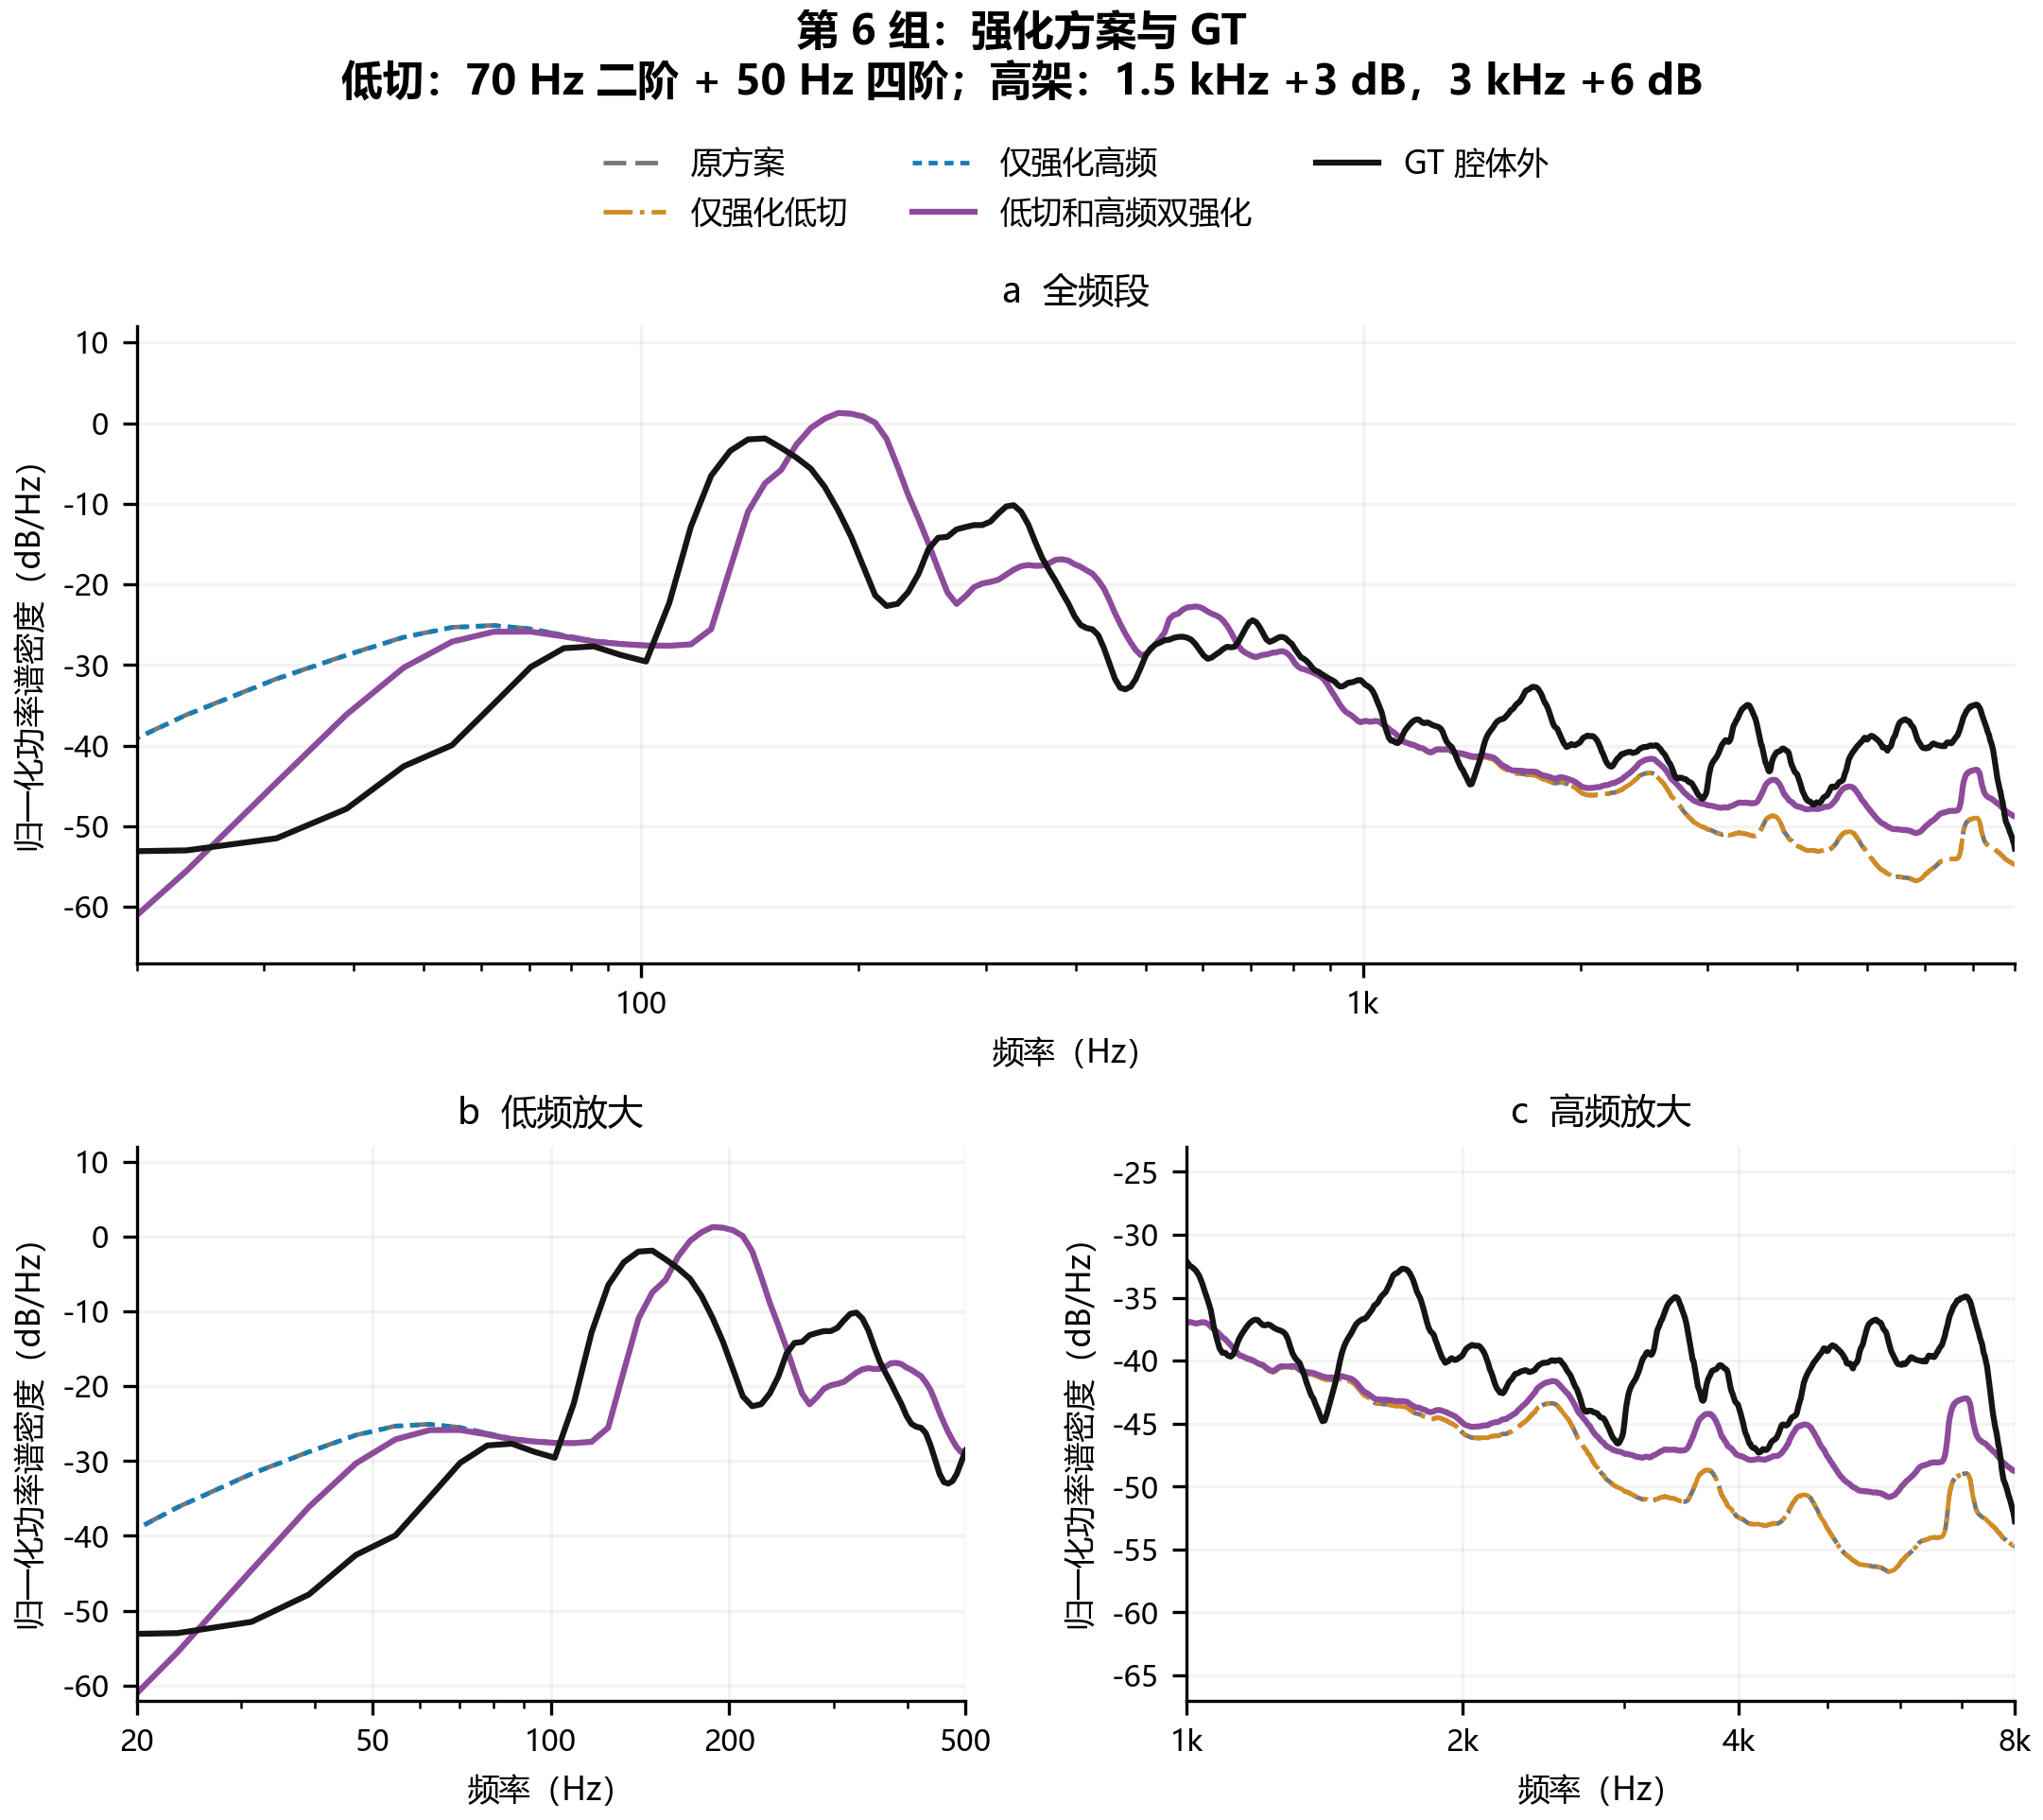 第 6 组：强化方案与 GT
低切：70 Hz 二阶 + 50 Hz 四阶；高架：1.5 kHz +3 dB，3 kHz +6 dB
原方案
仅强化高频
GT 腔体外
仅强化低切
低切和高频双强化
a 全频段
归一化功率谱密度（dB/Hz）
10
0
-10
-20
-30
-40
-50
-60
100
1k
频率（Hz）
b 低频放大
归一化功率谱密度（dB/Hz）
10
0
-10
-20
-30
-40
-50
-60
20
50
100
200
500
频率（Hz）
c 高频放大
归一化功率谱密度（dB/Hz）
-25
-30
-35
-40
-45
-50
-55
-60
-65
1k
2k
4k
8k
频率（Hz）